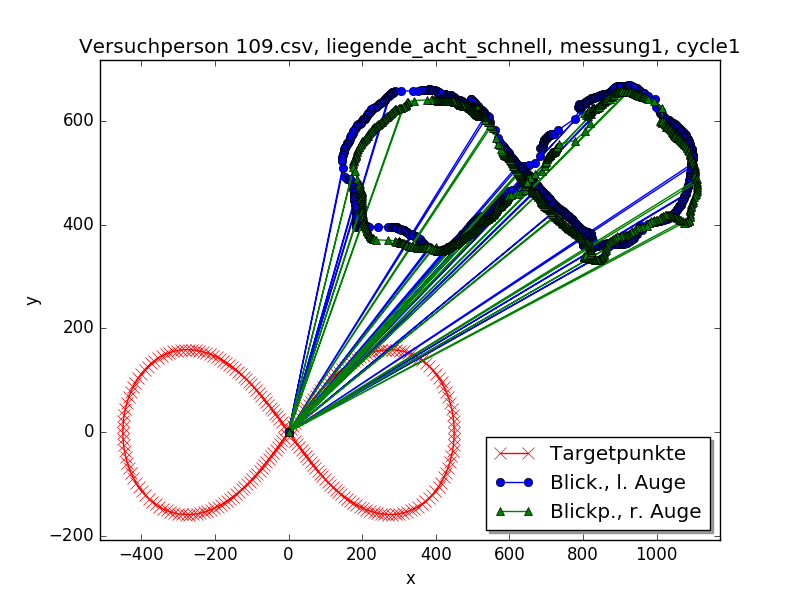 Versuchperson 109.csv, liegende_acht_schnell, messung1, cycle1
y
600
400
200
0
−200
−400
−200
0
200
400
600
800
1000
x
Targetpunkte
Blick., l. Auge
Blickp., r. Auge